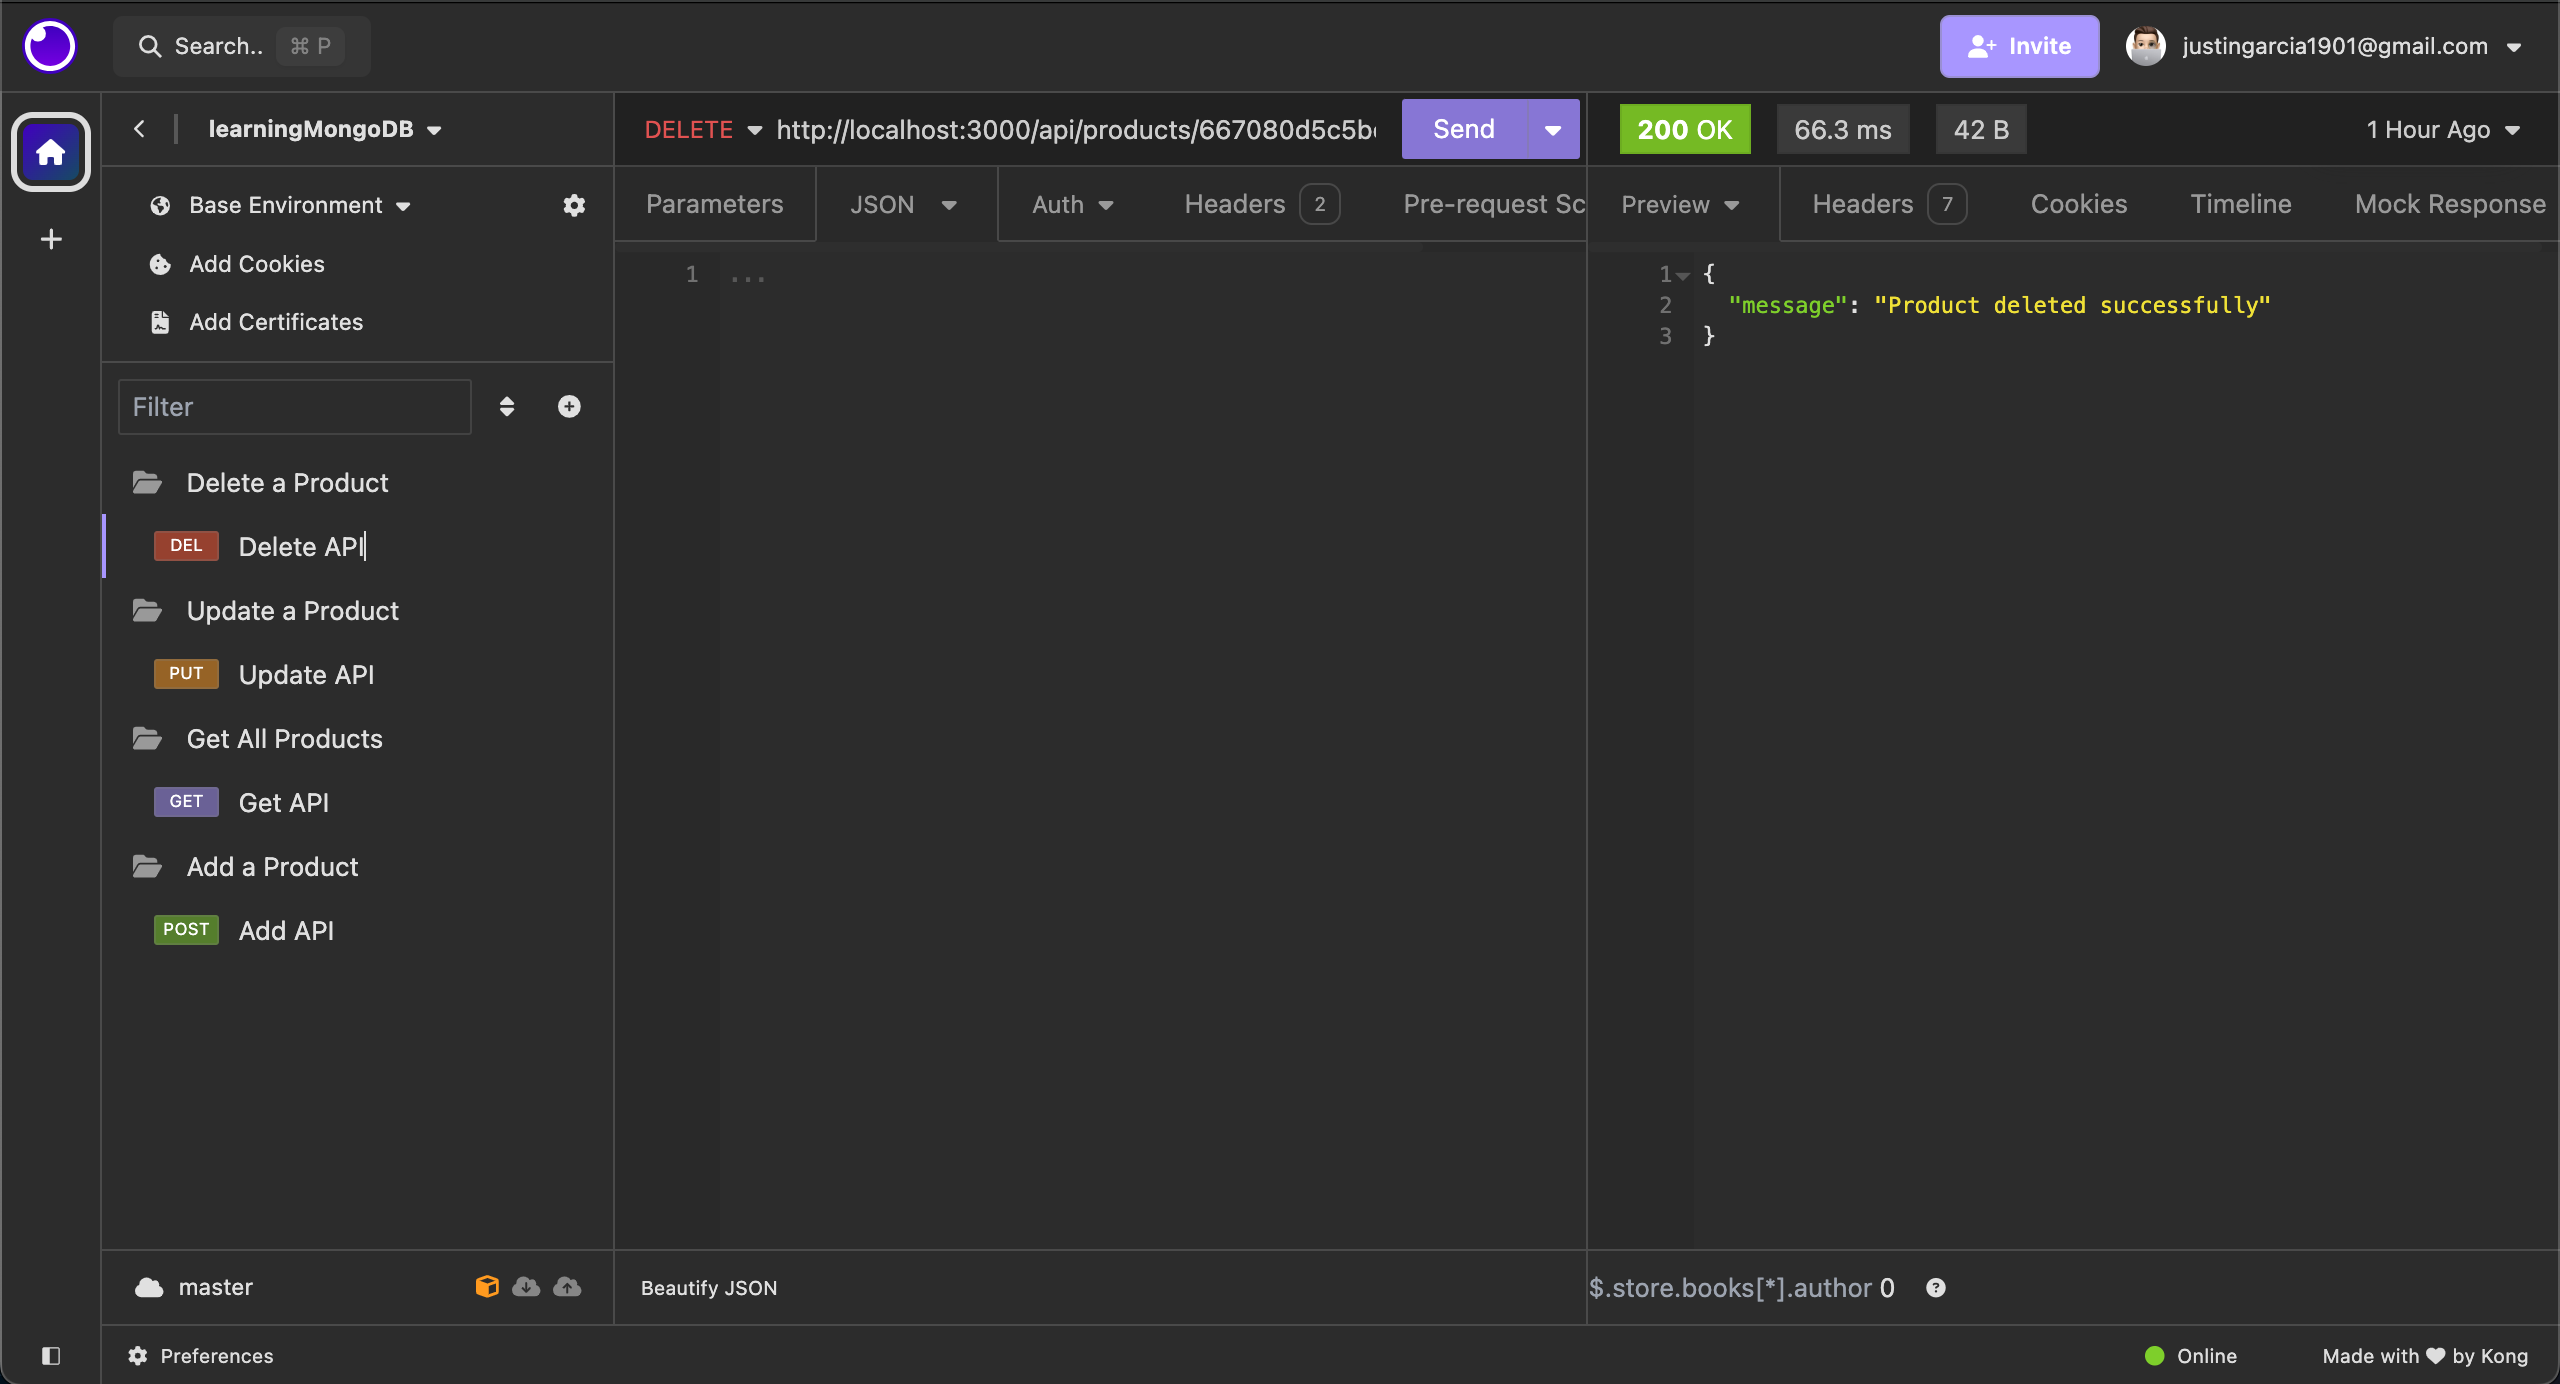 Search.. ⌘ P
Invite
justingarcia1901@gmail.com
learningMongoDB
Base Environment
Add Cookies
Add Certificates
Filter
Delete a Product
DEL Delete API
Update a Product
PUT Update API
Get All Products
GET Get API
Add a Product
POST Add API
master
Preferences
DELETE http://localhost:3000/api/products/667080d5c5b
Send
Parameters JSON Auth Headers 2 Pre-request Sc
1 ...
Beautify JSON
200 OK 66.3 ms 42 B 1 Hour Ago
Preview Headers 7 Cookies Timeline Mock Response
1 {
2 "message": "Product deleted successfully"
3 }
$.store.books[*].author 0 ?
Online
Made with ♥ by Kong